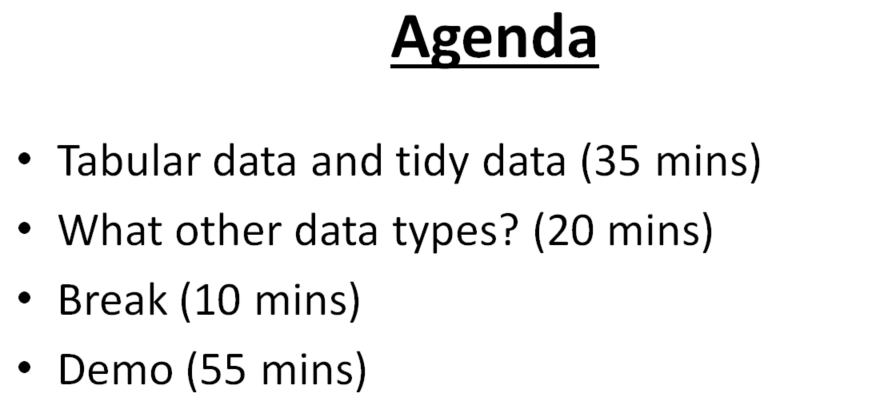 Agenda
• Tabular data and tidy data (35 mins)
• What other data types? (20 mins)
• Break (10 mins)
• Demo (55 mins)